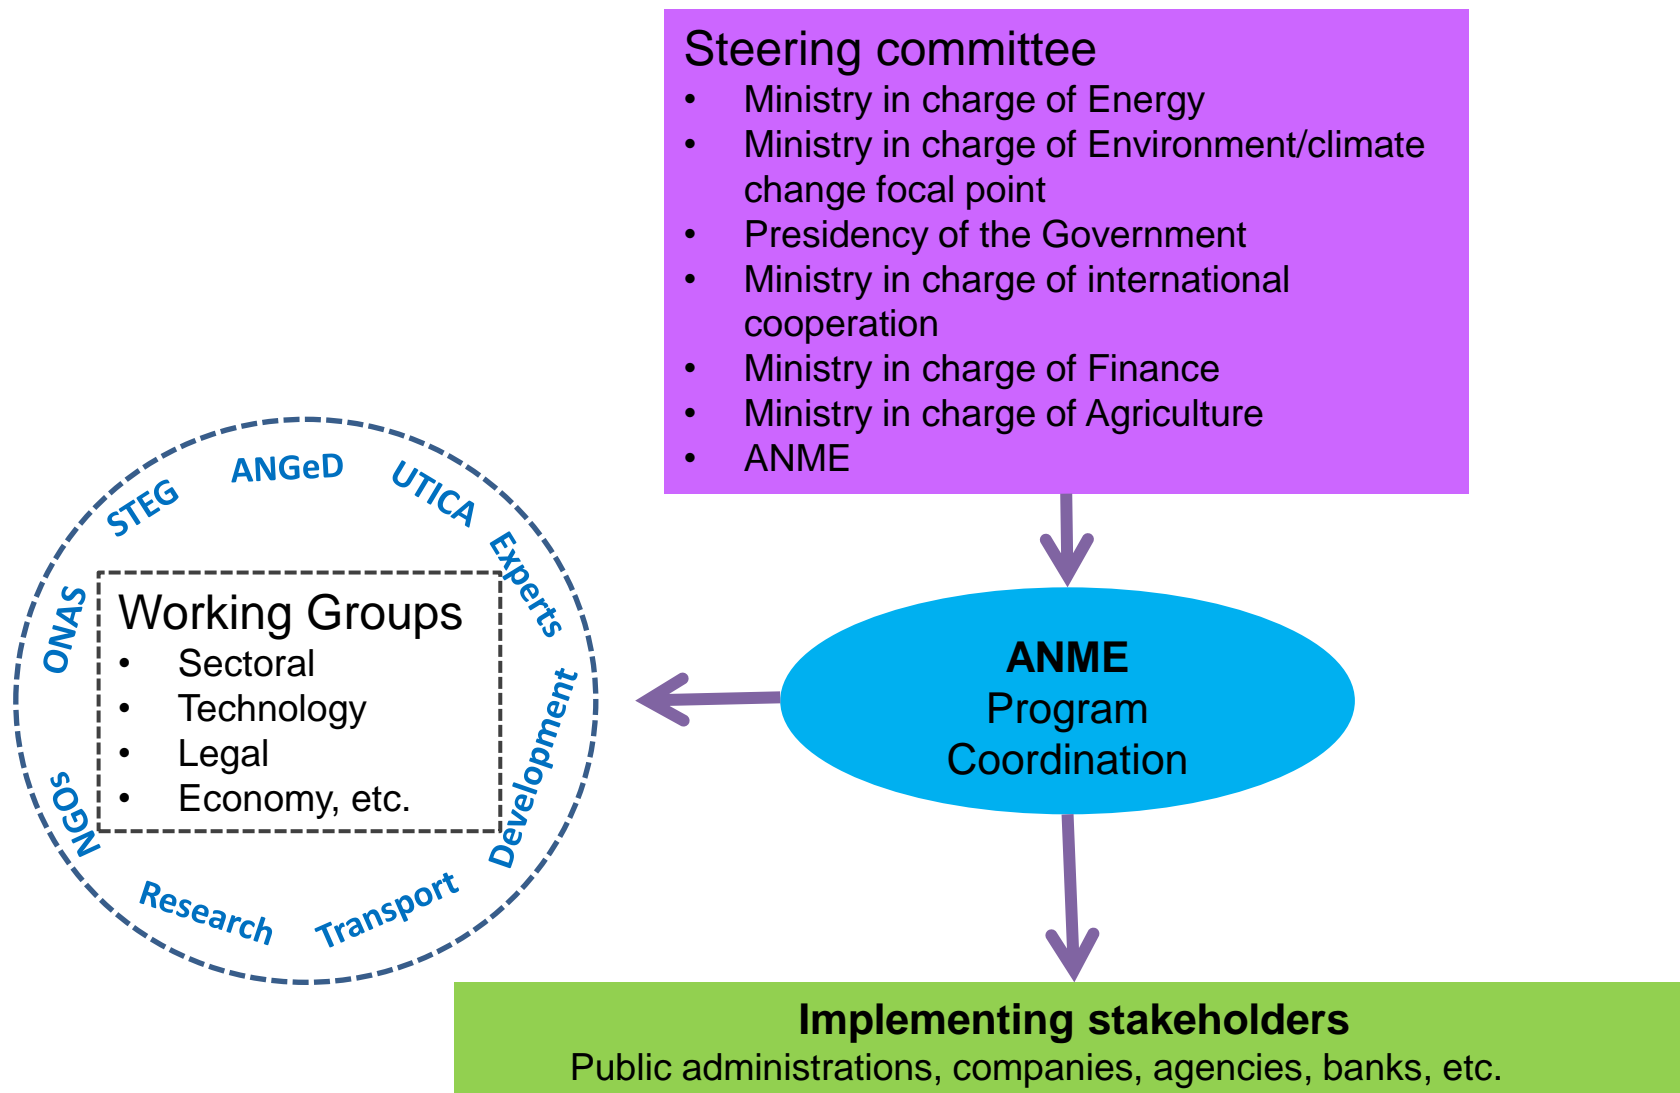 Steering committee
• Ministry in charge of Energy
• Ministry in charge of Environment/climate
change focal point
• Presidency of the Government
• Ministry in charge of international
cooperation
• Ministry in charge of Finance
• Ministry in charge of Agriculture
• ANME
ANGeD
UTICA
STEG
Experts
ONAS
Working Groups
• Sectoral
• Technology
• Legal
• Economy, etc.
Development
NGOs
Research
Transport
ANME
Program
Coordination
Implementing stakeholders
Public administrations, companies, agencies, banks, etc.